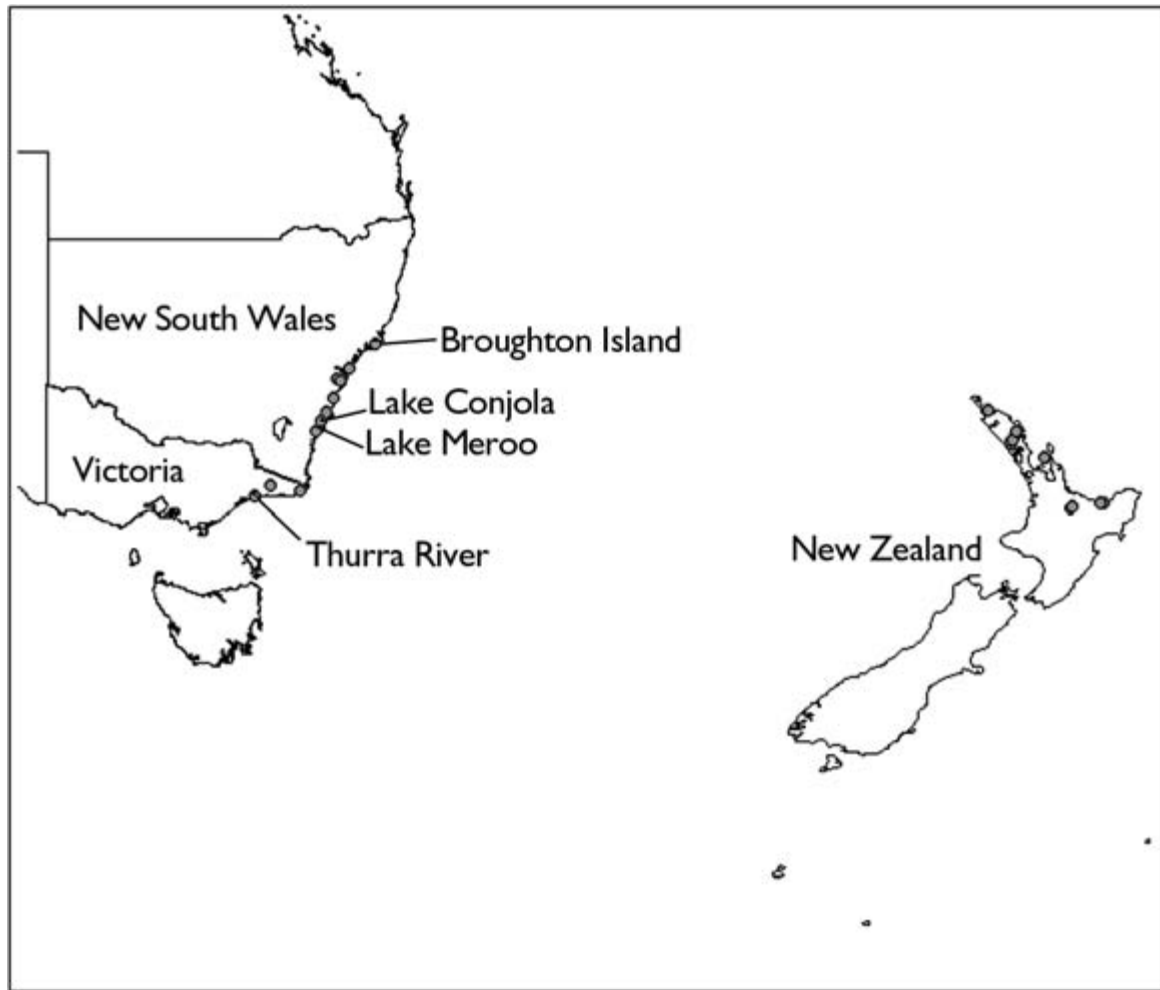 New South Wales
Broughton Island
Lake Conjola
Lake Meroo
Victoria
Thurra River
New Zealand